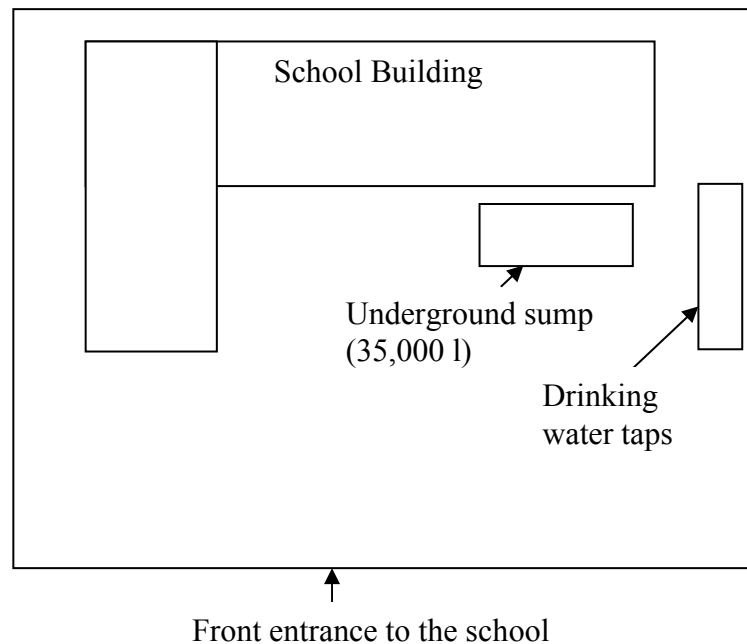 School Building
Underground sump
(35,000 l)
Drinking
water taps
Front entrance to the school